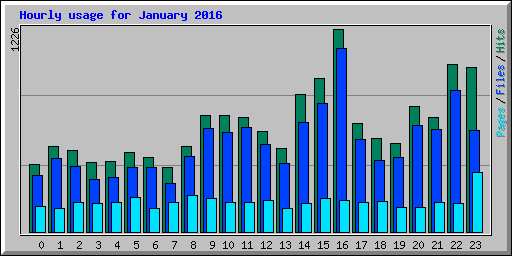 Hourly usage for January 2016
1226
Pages/Files/Hits
0 1 2 3 4 5 6 7 8 9 10 11 12 13 14 15 16 17 18 19 20 21 22 23